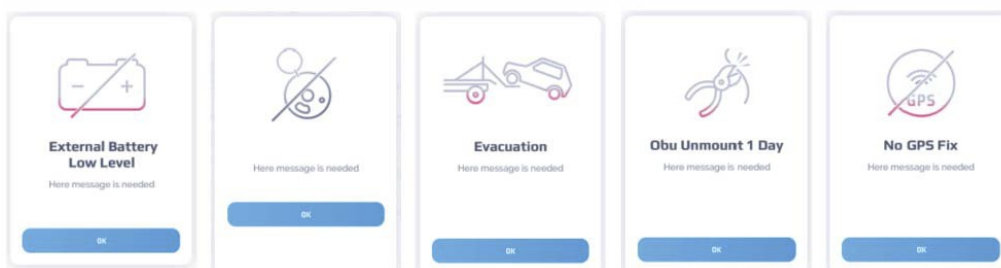 External Battery
Low Level
Here message is needed
OK
Here message is needed
OK
Evacuation
Here message is needed
OK
Obu Unmount 1 Day
Here message is needed
OK
GPS
No GPS Fix
Here message is needed
OK